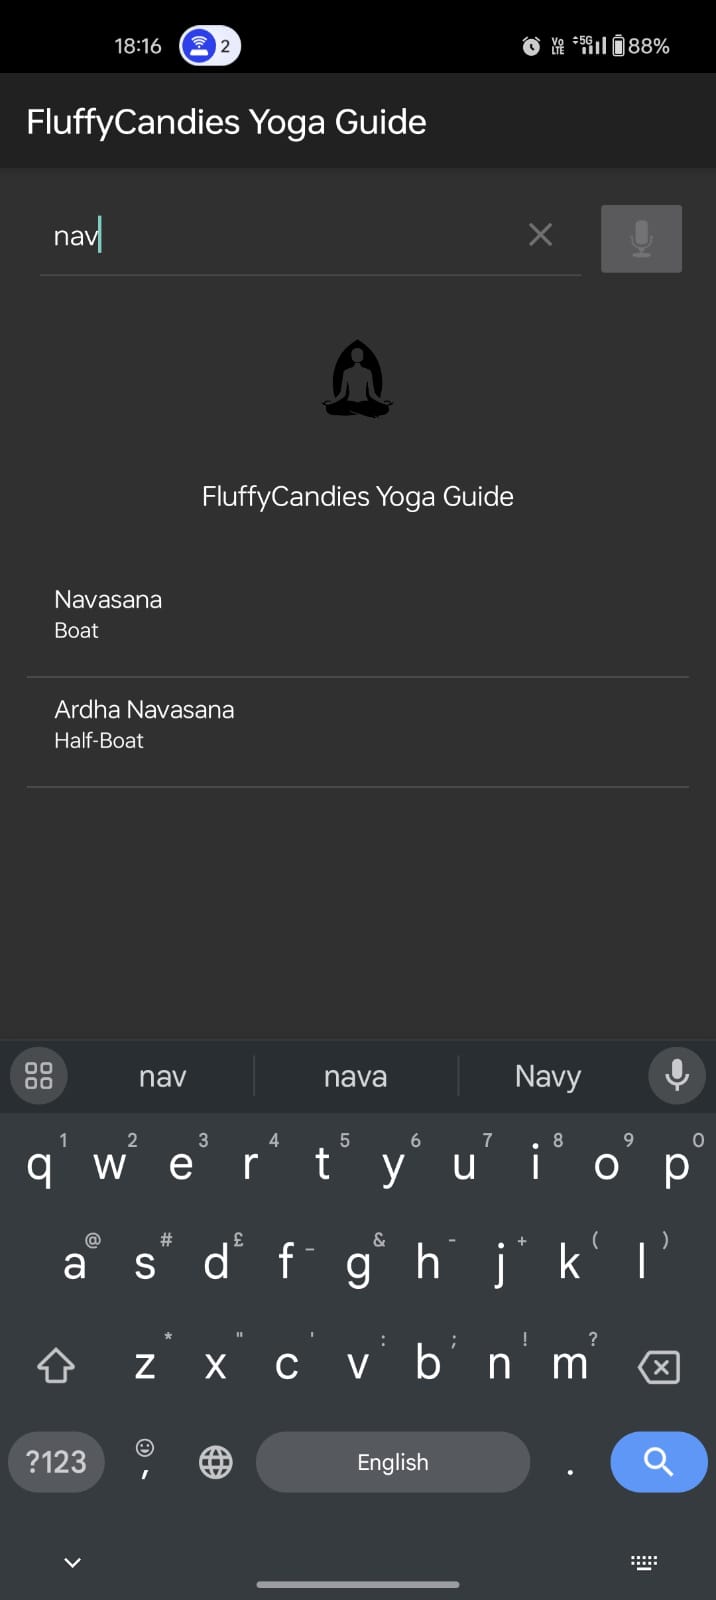 18:16 2 Vo LTE 5G 88%
FluffyCandies Yoga Guide
nav
FluffyCandies Yoga Guide
Navasana
Boat
Ardha Navasana
Half-Boat
nav nava Navy
1 2 3 4 5 6 7 8 9 0
q w e r t y u i o p
@ # £ _ & - + ( )
a s d f g h j k l
* " ' : ; ! ?
z x c v b n m
?123 , English .